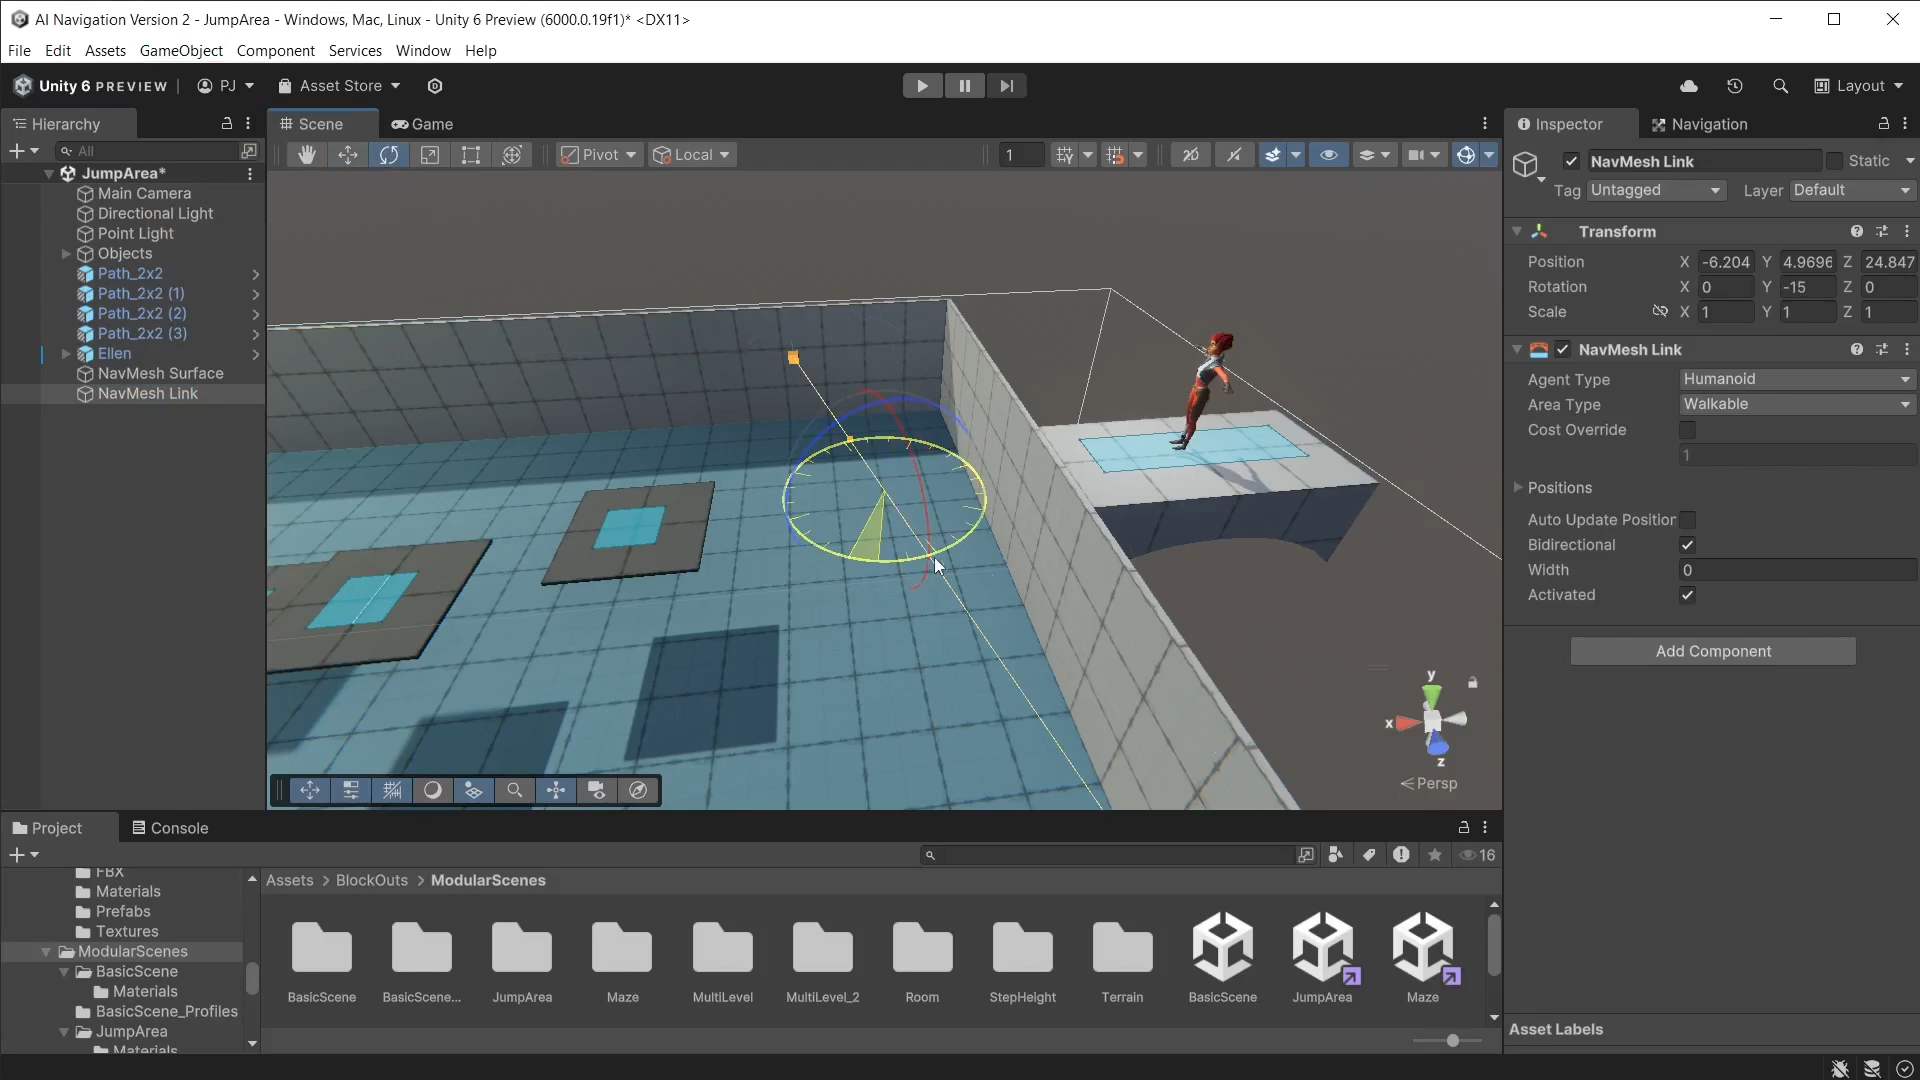 AI Navigation Version 2 - JumpArea - Windows, Mac, Linux - Unity 6 Preview (6000.0.19f1)* <DX11>
File Edit Assets GameObject Component Services Window Help
Unity 6 PREVIEW PJ Asset Store Layout
Hierarchy
All
JumpArea*
Main Camera
Directional Light
Point Light
Objects
Path_2x2
Path_2x2 (1)
Path_2x2 (2)
Path_2x2 (3)
Ellen
NavMesh Surface
NavMesh Link
Scene Game
Pivot Local 1 2D
y
x
z
Persp
Inspector Navigation
NavMesh Link Static
Tag Untagged Layer Default
Transform
Position X -6.204 Y 4.9696 Z 24.847
Rotation X 0 Y -15 Z 0
Scale X 1 Y 1 Z 1
NavMesh Link
Agent Type Humanoid
Area Type Walkable
Cost Override
1
Positions
Auto Update Position
Bidirectional
Width 0
Activated
Add Component
Asset Labels
Project Console
16
FBX
Materials
Prefabs
Textures
ModularScenes
BasicScene
Materials
BasicScene_Profiles
JumpArea
Materials
Assets > BlockOuts > ModularScenes
BasicScene BasicScene... JumpArea Maze MultiLevel MultiLevel_2 Room StepHeight Terrain BasicScene JumpArea Maze